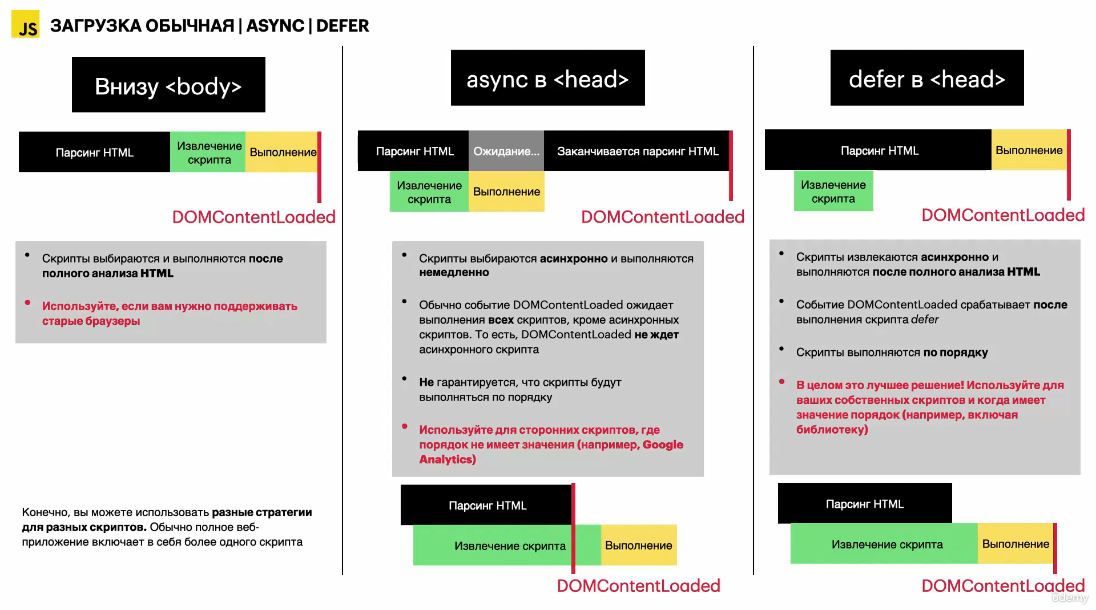 JS ЗАГРУЗКА ОБЫЧНАЯ | ASYNC | DEFER
Внизу <body>
Парсинг HTML
Извлечение
скрипта
Выполнение
DOMContentLoaded
Скрипты выбираются и выполняются после
полного анализа HTML
Используйте, если вам нужно поддерживать
старые браузеры
Конечно, вы можете использовать разные стратегии
для разных скриптов. Обычно полное веб-
приложение включает в себя более одного скрипта
async в <head>
Парсинг HTML
Ожидание...
Заканчивается парсинг HTML
Извлечение
скрипта
Выполнение
DOMContentLoaded
Скрипты выбираются асинхронно и выполняются
немедленно
Обычно событие DOMContentLoaded ожидает
выполнения всех скриптов, кроме асинхронных
скриптов. То есть, DOMContentLoaded не ждет
асинхронного скрипта
Не гарантируется, что скрипты будут
выполняться по порядку
Используйте для сторонних скриптов, где
порядок не имеет значения (например, Google
Analytics)
Парсинг HTML
Извлечение скрипта
Выполнение
DOMContentLoaded
defer в <head>
Парсинг HTML
Выполнение
Извлечение
скрипта
DOMContentLoaded
Скрипты извлекаются асинхронно и
выполняются после полного анализа HTML
Событие DOMContentLoaded срабатывает после
выполнения скрипта defer
Скрипты выполняются по порядку
В целом это лучшее решение! Используйте для
ваших собственных скриптов и когда имеет
значение порядок (например, включая
библиотеку)
Парсинг HTML
Извлечение скрипта
Выполнение
DOMContentLoaded
ûdemy